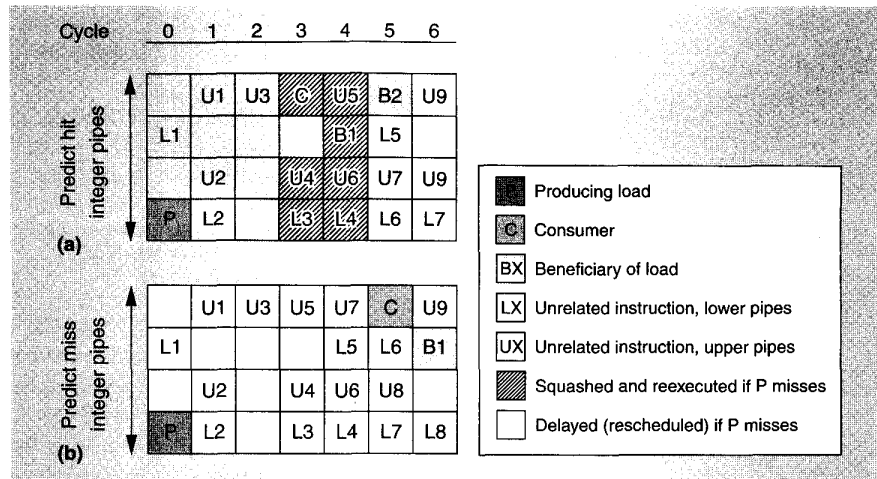 Cycle 0 1 2 3 4 5 6
Predict hit
integer pipes
(a)
U1 U3 C U5 B2 U9
L1 B1 L5
U2 U4 U6 U7 U9
P L2 L3 L4 L6 L7
Predict miss
integer pipes
(b)
U1 U3 U5 U7 C U9
L1 L5 L6 B1
U2 U4 U6 U8
P L2 L3 L4 L7 L8
P Producing load
C Consumer
BX Beneficiary of load
LX Unrelated instruction, lower pipes
UX Unrelated instruction, upper pipes
Squashed and reexecuted if P misses
Delayed (rescheduled) if P misses